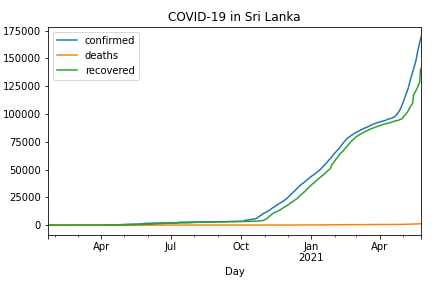 COVID-19 in Sri Lanka
confirmed
deaths
recovered
175000
150000
125000
100000
75000
50000
25000
0
Apr Jul Oct Jan Apr
2021
Day